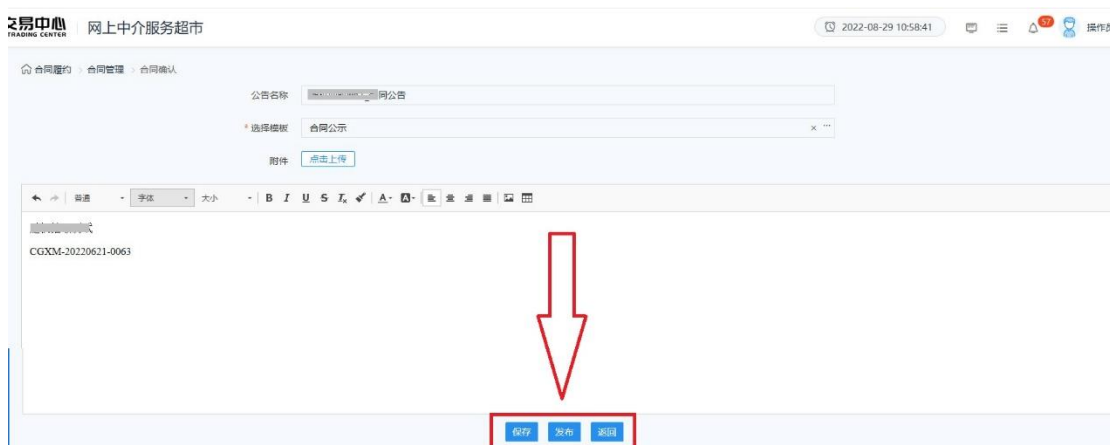 交易中心 网上中介服务超市 2022-08-29 10:58:41 57
TRADING CENTER
合同履约 > 合同管理 > 合同确认
公告名称 同公告
* 选择模板 合同公示 × ...
附件 点击上传
普通 字体 大小 B I U S Tx A A
CGXM-20220621-0063
保存 发布 返回